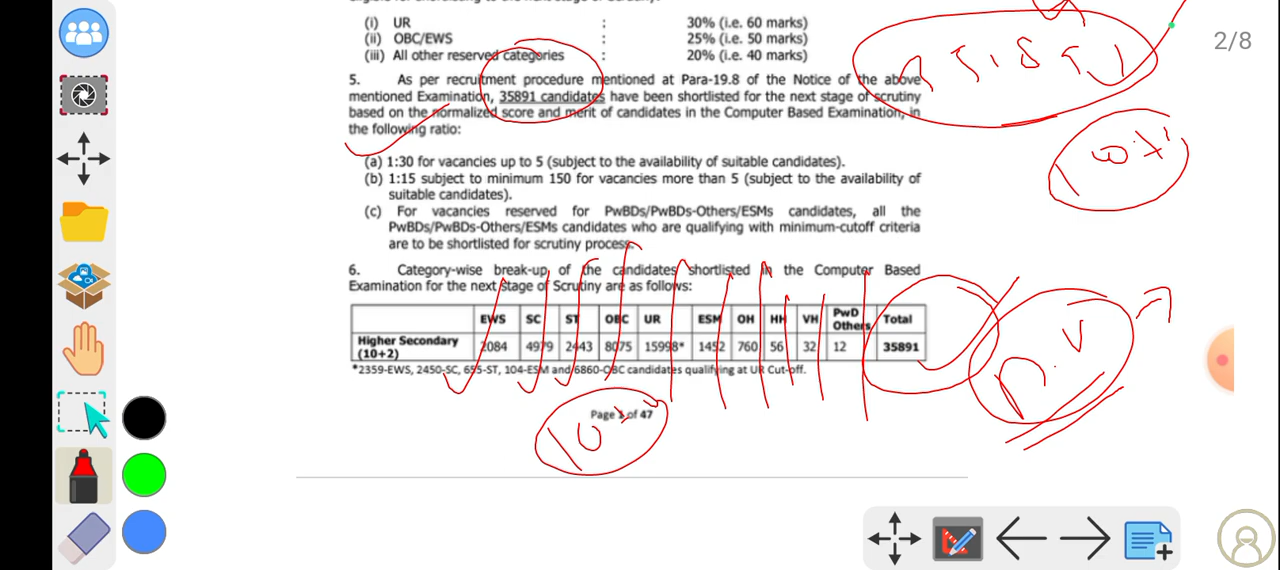 2/8
(i) UR : 30% (i.e. 60 marks)
(ii) OBC/EWS : 25% (i.e. 50 marks)
(iii) All other reserved categories : 20% (i.e. 40 marks)
5. As per recruitment procedure mentioned at Para-19.8 of the Notice of the above
mentioned Examination, 35891 candidates have been shortlisted for the next stage of scrutiny
based on the normalized score and merit of candidates in the Computer Based Examination, in
the following ratio:
(a) 1:30 for vacancies up to 5 (subject to the availability of suitable candidates).
(b) 1:15 subject to minimum 150 for vacancies more than 5 (subject to the availability of
suitable candidates).
(c) For vacancies reserved for PwBDs/PwBDs-Others/ESMs candidates, all the
PwBDs/PwBDs-Others/ESMs candidates who are qualifying with minimum-cutoff criteria
are to be shortlisted for scrutiny process.
6. Category-wise break-up of the candidates shortlisted in the Computer Based
Examination for the next stage of Scrutiny are as follows:
EWS SC ST OBC UR ESM OH HH VH PwD Others Total
Higher Secondary (10+2) 2084 4979 2443 8075 15998* 1452 760 56 32 12 35891
*2359-EWS, 2450-SC, 655-ST, 104-ESM and 6860-OBC candidates qualifying at UR Cut-off.
Page 1 of 47